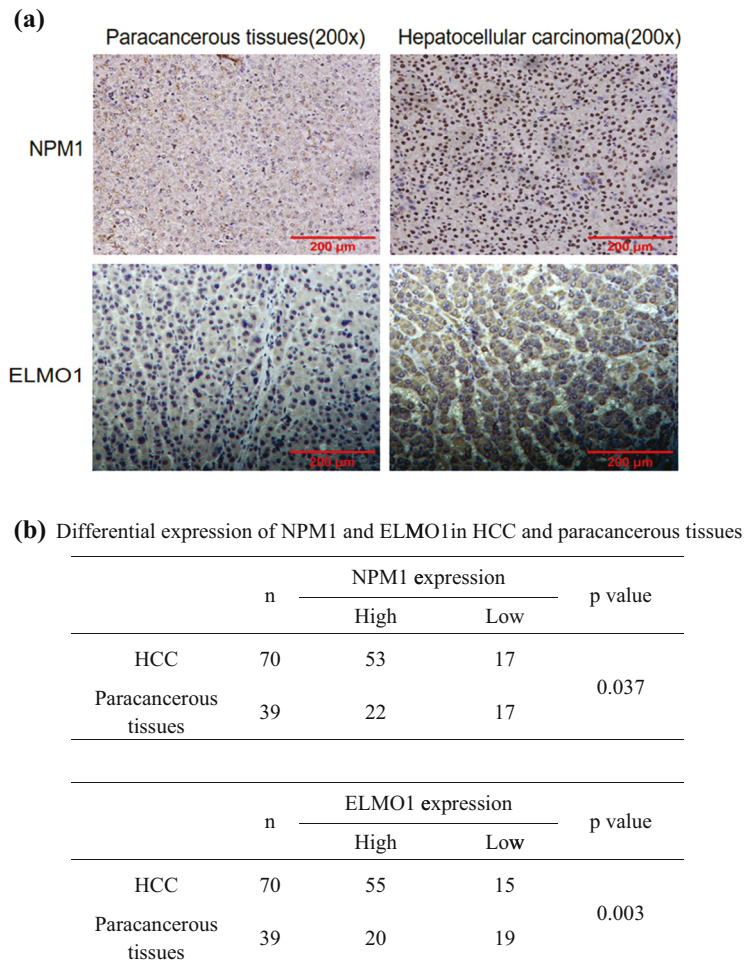 (a)
Paracancerous tissues(200x) Hepatocellular carcinoma(200x)
NPM1
200 µm
200 µm
ELMO1
200 µm
200 µm
(b) Differential expression of NPM1 and ELMO1in HCC and paracancerous tissues
n NPM1 expression p value
High Low
HCC 70 53 17
0.037
Paracancerous
tissues 39 22 17
n ELMO1 expression p value
High Low
HCC 70 55 15
0.003
Paracancerous
tissues 39 20 19